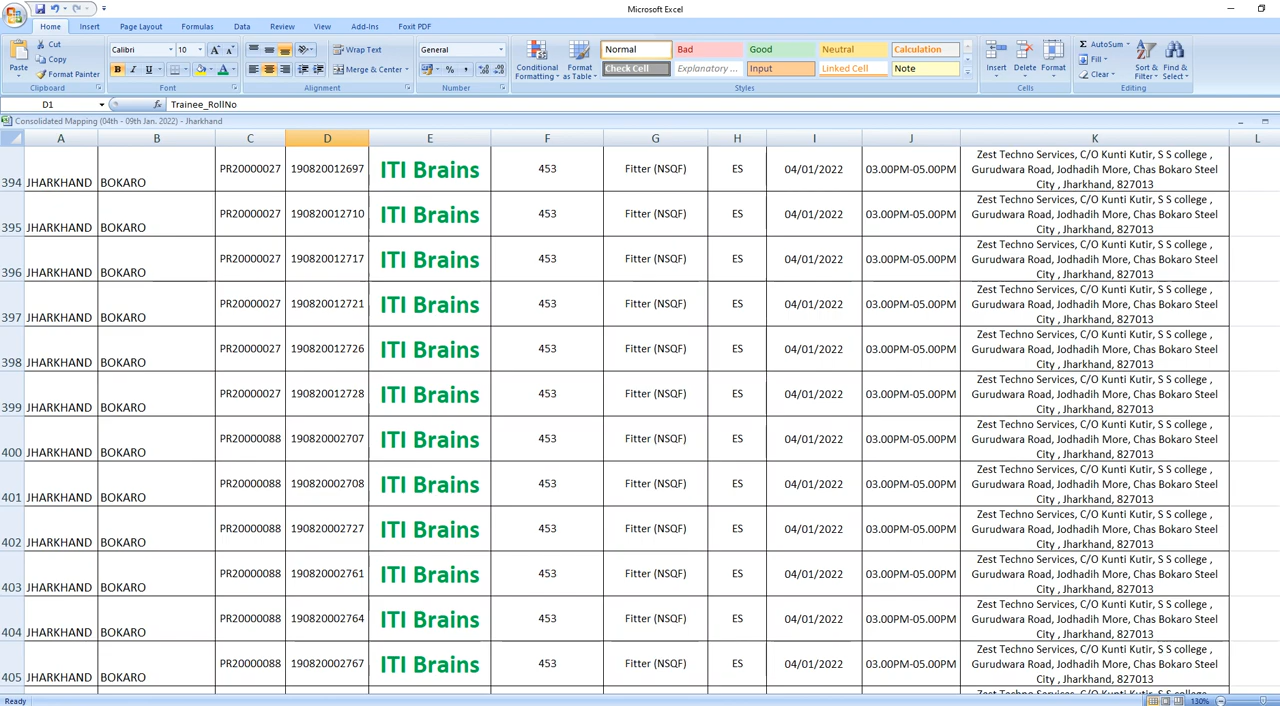 Microsoft Excel
Home Insert Page Layout Formulas Data Review View Add-Ins Foxit PDF
Paste Cut Copy Format Painter Calibri 10 B I U General Wrap Text Merge & Center Conditional Formatting Format as Table Normal Bad Good Neutral Calculation Check Cell Explanatory ... Input Linked Cell Note Insert Delete Format AutoSum Fill Clear Sort & Filter Find & Select
Clipboard Font Alignment Number Styles Cells Editing
D1 fx Trainee_RollNo
Consolidated Mapping (04th - 09th Jan. 2022) - Jharkhand
A B C D E F G H I J K L
394 JHARKHAND BOKARO PR20000027 190820012697 ITI Brains 453 Fitter (NSQF) ES 04/01/2022 03.00PM-05.00PM Zest Techno Services, C/O Kunti Kutir, S S college ,
Gurudwara Road, Jodhadih More, Chas Bokaro Steel
City , Jharkhand, 827013
395 JHARKHAND BOKARO PR20000027 190820012710 ITI Brains 453 Fitter (NSQF) ES 04/01/2022 03.00PM-05.00PM Zest Techno Services, C/O Kunti Kutir, S S college ,
Gurudwara Road, Jodhadih More, Chas Bokaro Steel
City , Jharkhand, 827013
396 JHARKHAND BOKARO PR20000027 190820012717 ITI Brains 453 Fitter (NSQF) ES 04/01/2022 03.00PM-05.00PM Zest Techno Services, C/O Kunti Kutir, S S college ,
Gurudwara Road, Jodhadih More, Chas Bokaro Steel
City , Jharkhand, 827013
397 JHARKHAND BOKARO PR20000027 190820012721 ITI Brains 453 Fitter (NSQF) ES 04/01/2022 03.00PM-05.00PM Zest Techno Services, C/O Kunti Kutir, S S college ,
Gurudwara Road, Jodhadih More, Chas Bokaro Steel
City , Jharkhand, 827013
398 JHARKHAND BOKARO PR20000027 190820012726 ITI Brains 453 Fitter (NSQF) ES 04/01/2022 03.00PM-05.00PM Zest Techno Services, C/O Kunti Kutir, S S college ,
Gurudwara Road, Jodhadih More, Chas Bokaro Steel
City , Jharkhand, 827013
399 JHARKHAND BOKARO PR20000027 190820012728 ITI Brains 453 Fitter (NSQF) ES 04/01/2022 03.00PM-05.00PM Zest Techno Services, C/O Kunti Kutir, S S college ,
Gurudwara Road, Jodhadih More, Chas Bokaro Steel
City , Jharkhand, 827013
400 JHARKHAND BOKARO PR20000088 190820002707 ITI Brains 453 Fitter (NSQF) ES 04/01/2022 03.00PM-05.00PM Zest Techno Services, C/O Kunti Kutir, S S college ,
Gurudwara Road, Jodhadih More, Chas Bokaro Steel
City , Jharkhand, 827013
401 JHARKHAND BOKARO PR20000088 190820002708 ITI Brains 453 Fitter (NSQF) ES 04/01/2022 03.00PM-05.00PM Zest Techno Services, C/O Kunti Kutir, S S college ,
Gurudwara Road, Jodhadih More, Chas Bokaro Steel
City , Jharkhand, 827013
402 JHARKHAND BOKARO PR20000088 190820002727 ITI Brains 453 Fitter (NSQF) ES 04/01/2022 03.00PM-05.00PM Zest Techno Services, C/O Kunti Kutir, S S college ,
Gurudwara Road, Jodhadih More, Chas Bokaro Steel
City , Jharkhand, 827013
403 JHARKHAND BOKARO PR20000088 190820002761 ITI Brains 453 Fitter (NSQF) ES 04/01/2022 03.00PM-05.00PM Zest Techno Services, C/O Kunti Kutir, S S college ,
Gurudwara Road, Jodhadih More, Chas Bokaro Steel
City , Jharkhand, 827013
404 JHARKHAND BOKARO PR20000088 190820002764 ITI Brains 453 Fitter (NSQF) ES 04/01/2022 03.00PM-05.00PM Zest Techno Services, C/O Kunti Kutir, S S college ,
Gurudwara Road, Jodhadih More, Chas Bokaro Steel
City , Jharkhand, 827013
405 JHARKHAND BOKARO PR20000088 190820002767 ITI Brains 453 Fitter (NSQF) ES 04/01/2022 03.00PM-05.00PM Zest Techno Services, C/O Kunti Kutir, S S college ,
Gurudwara Road, Jodhadih More, Chas Bokaro Steel
City , Jharkhand, 827013
Ready 130%